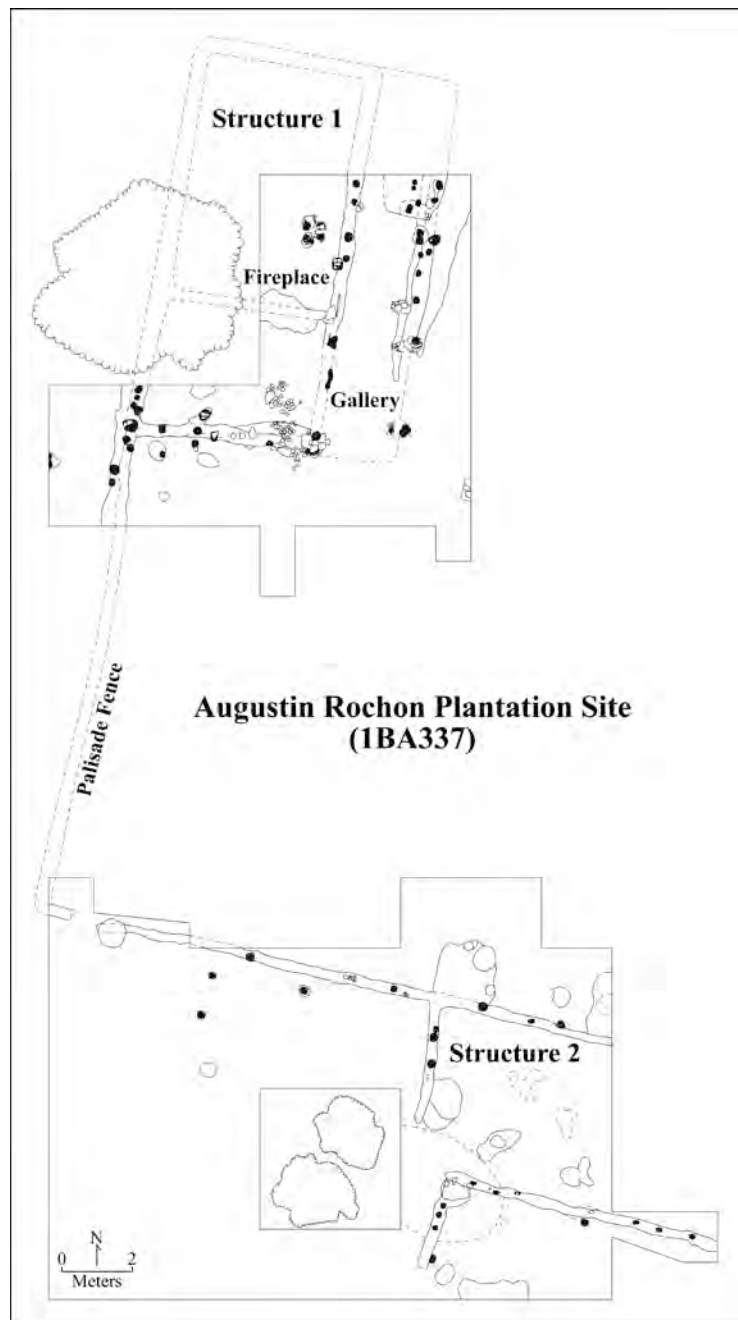 Structure 1
Fireplace
Gallery
Palisade Fence
Augustin Rochon Plantation Site
(1BA337)
Structure 2
N
0 2
Meters